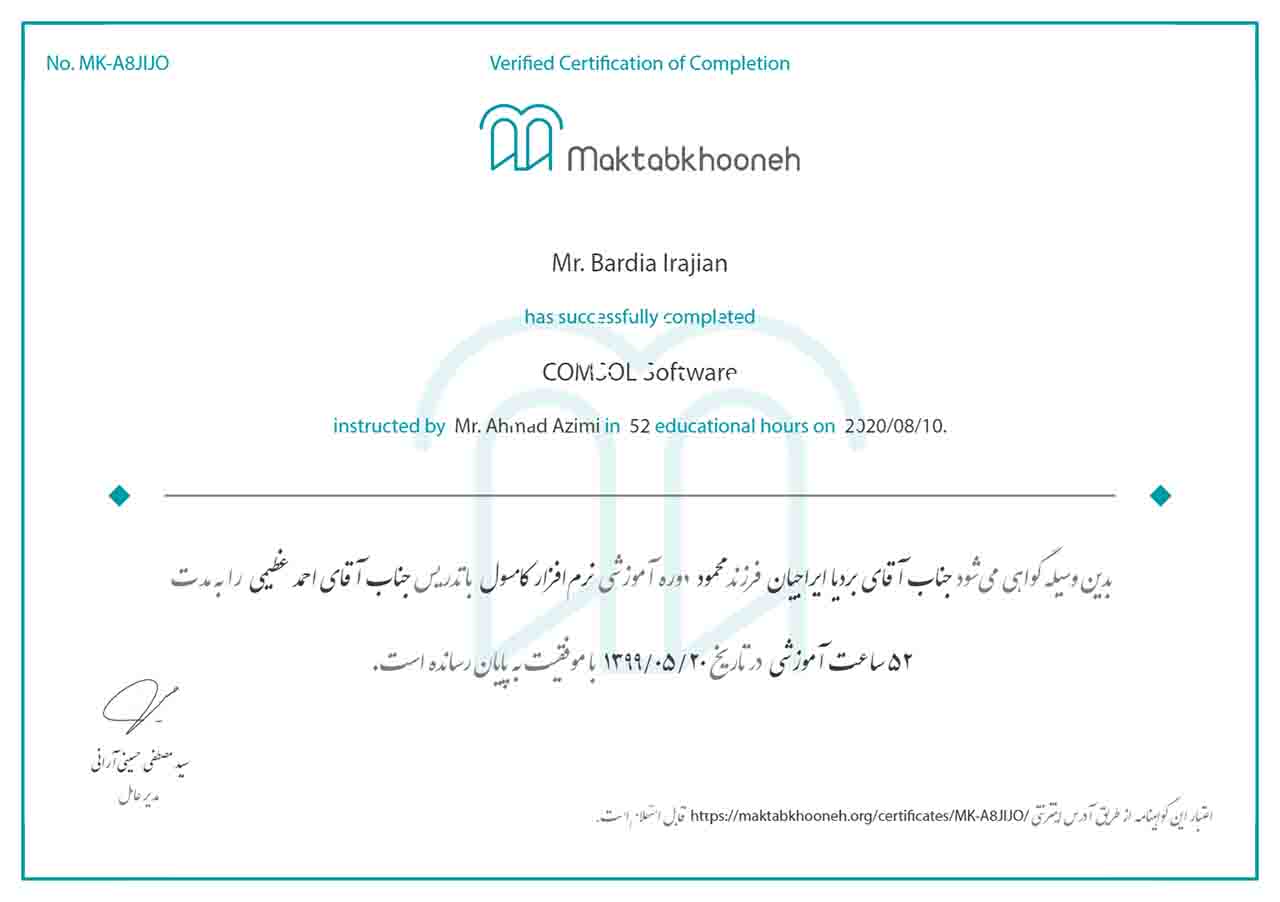 No. MK-A8JIJO
Verified Certification of Completion
Maktabkhooneh
Mr. Bardia Irajian
has successfully completed
COMSOL Software
instructed by Mr. Ahmad Azimi in 52 educational hours on 2020/08/10.
بدین وسیله گواهی می‌شود جناب آقای بردیا ایراجیان فرزند محمود دوره آموزشی نرم افزار کامسول با تدریس جناب آقای احمد عظیمی را به مدت
۵۲ ساعت آموزشی در تاریخ ۱۳۹۹/۰۵/۲۰ با موفقیت به پایان رسانده است.
سید مصطفی حسینی آرانی
مدیر عامل
اعتبار این گواهینامه از طریق آدرس اینترنتی https://maktabkhooneh.org/certificates/MK-A8JIJO/ قابل استعلام است.